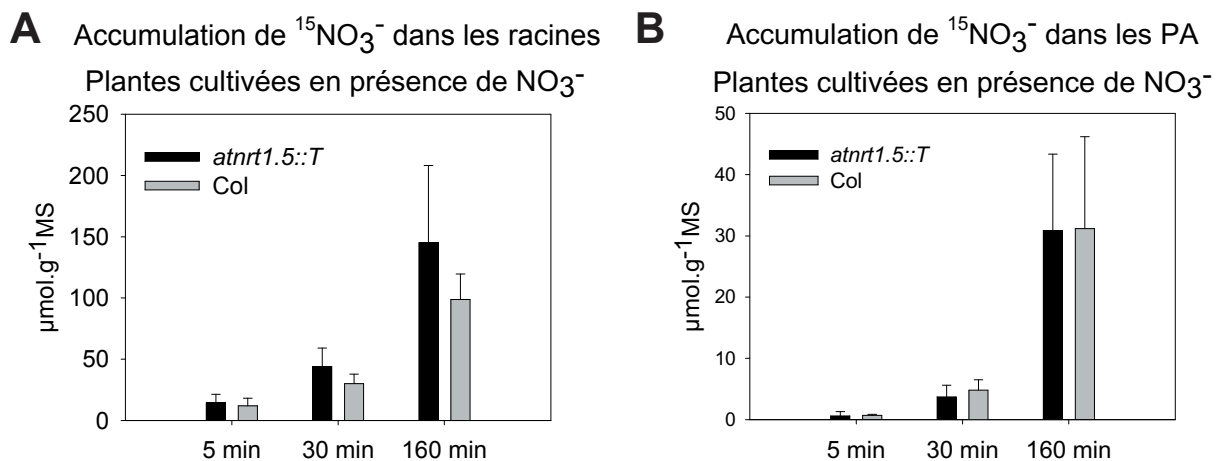 A Accumulation de ¹⁵NO₃⁻ dans les racines
Plantes cultivées en présence de NO₃⁻
250
200
150
100
50
0
µmol.g⁻¹MS
atnrt1.5::T
Col
5 min 30 min 160 min
B Accumulation de ¹⁵NO₃⁻ dans les PA
Plantes cultivées en présence de NO₃⁻
50
40
30
20
10
0
µmol.g⁻¹MS
atnrt1.5::T
Col
5 min 30 min 160 min